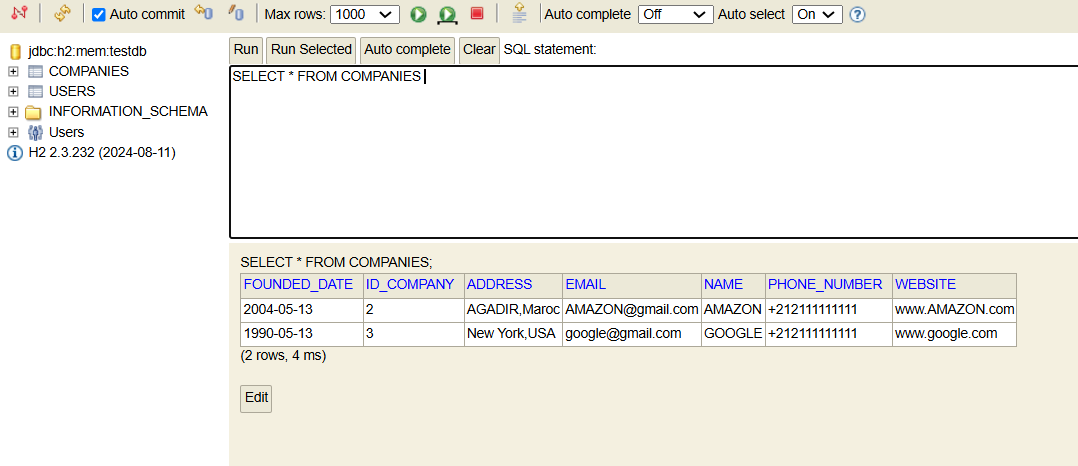 Auto commit Max rows: 1000 Auto complete Off Auto select On ?
jdbc:h2:mem:testdb
COMPANIES
USERS
INFORMATION_SCHEMA
Users
H2 2.3.232 (2024-08-11)
Run Run Selected Auto complete Clear SQL statement:
SELECT * FROM COMPANIES
SELECT * FROM COMPANIES;
FOUNDED_DATE ID_COMPANY ADDRESS EMAIL NAME PHONE_NUMBER WEBSITE
2004-05-13 2 AGADIR,Maroc AMAZON@gmail.com AMAZON +212111111111 www.AMAZON.com
1990-05-13 3 New York,USA google@gmail.com GOOGLE +212111111111 www.google.com
(2 rows, 4 ms)
Edit